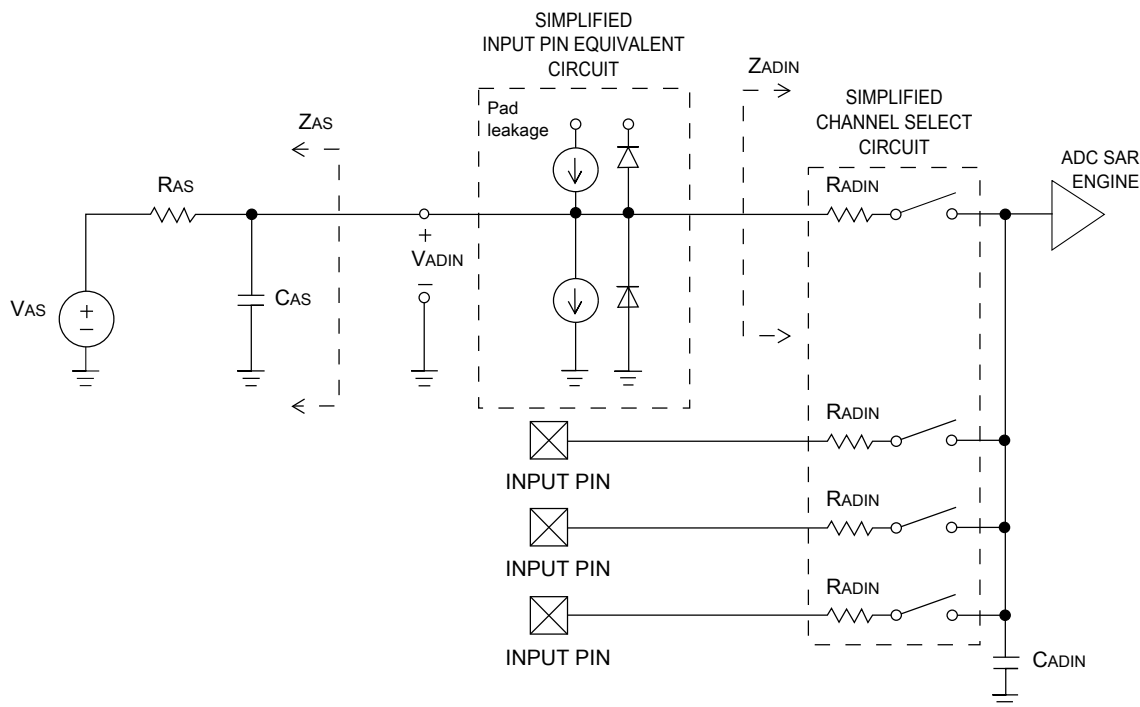 SIMPLIFIED
INPUT PIN EQUIVALENT
CIRCUIT
ZADIN
SIMPLIFIED
CHANNEL SELECT
CIRCUIT
Pad
leakage
ZAS
ADC SAR
ENGINE
RAS
RADIN
+
VADIN
−
CAS
VAS
+
−
RADIN
INPUT PIN
RADIN
INPUT PIN
RADIN
INPUT PIN
CADIN